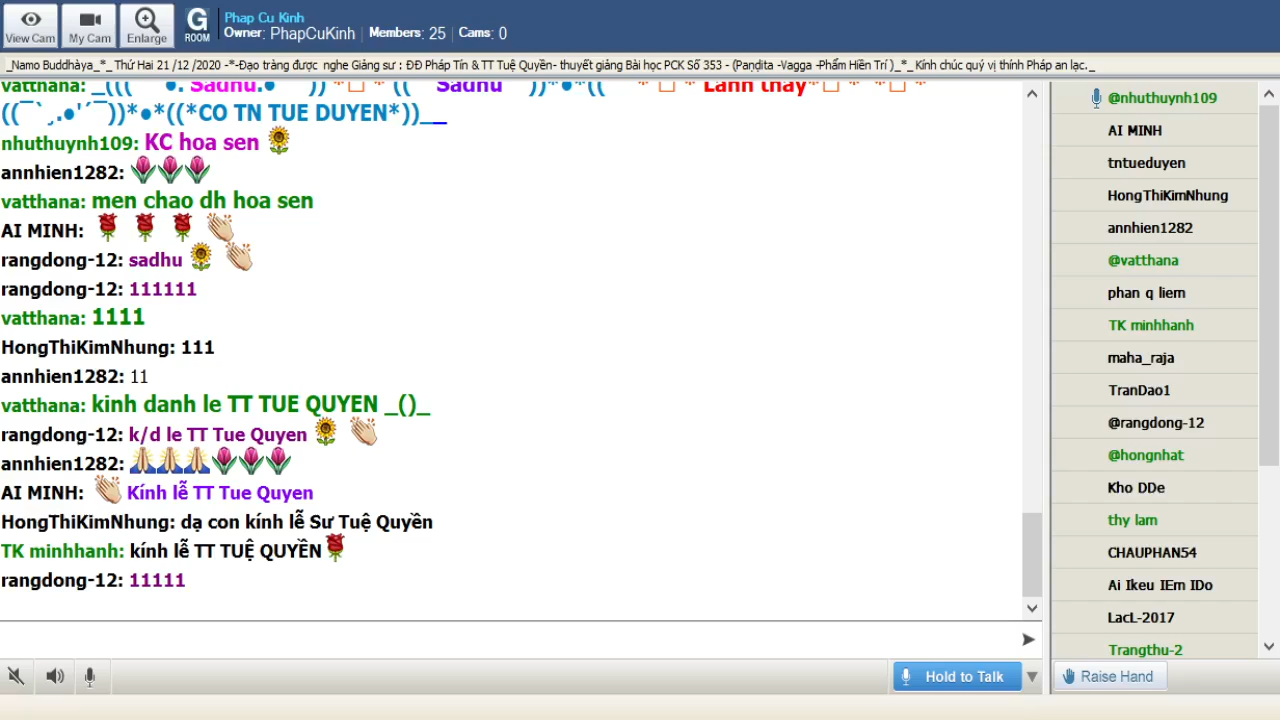 View Cam
My Cam
Enlarge
G
ROOM
Phap Cu Kinh
Owner: PhapCuKinh Members: 25 Cams: 0
_Namo Buddhàya_*_ Thứ Hai 21 /12 /2020 -*-Đạo tràng được nghe Giảng sư : ĐĐ Pháp Tín & TT Tuệ Quyền- thuyết giảng Bài học PCK Số 353 - (Paṇḍita -Vagga -Phẩm Hiền Trí )_*_ Kính chúc quý vị thính Pháp an lạc._
vatthana: Sadhu Sadhu Lanh thay
((*CO TN TUE DUYEN*))__
nhuthuynh109: KC hoa sen
annhien1282:
vatthana: men chao dh hoa sen
AI MINH:
rangdong-12: sadhu
rangdong-12: 111111
vatthana: 1111
HongThiKimNhung: 111
annhien1282: 11
vatthana: kinh danh le TT TUE QUYEN _()_
rangdong-12: k/d le TT Tue Quyen
annhien1282:
AI MINH: Kính lễ TT Tue Quyen
HongThiKimNhung: dạ con kính lễ Sư Tuệ Quyền
TK minhhanh: kính lễ TT TUỆ QUYỀN
rangdong-12: 11111
@nhuthuynh109
AI MINH
tntueduyen
HongThiKimNhung
annhien1282
@vatthana
phan q liem
TK minhhanh
maha_raja
TranDao1
@rangdong-12
@hongnhat
Kho DDe
thy lam
CHAUPHAN54
Ai Ikeu IEm IDo
LacL-2017
Trangthu-2
Hold to Talk
Raise Hand